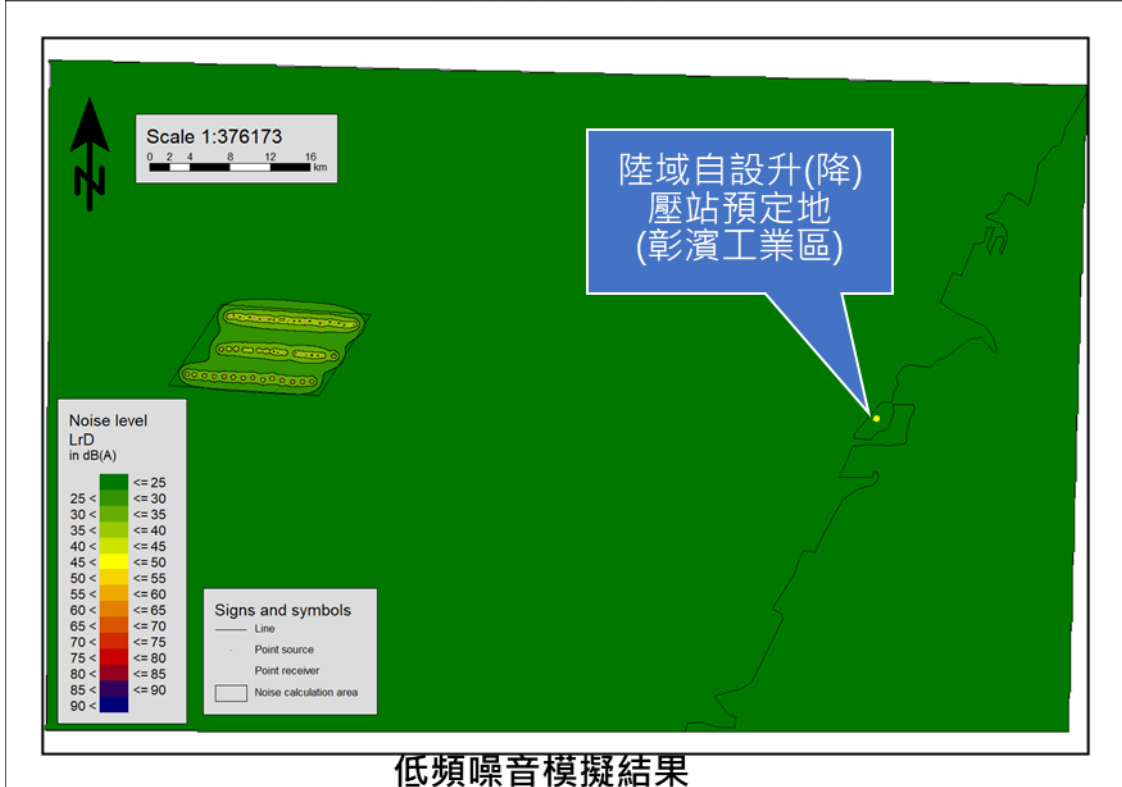 Scale 1:376173
0 2 4 8 12 16
km
N
陸域自設升(降)
壓站預定地
(彰濱工業區)
Noise level
LrD
in dB(A)
<= 25
25 < <= 30
30 < <= 35
35 < <= 40
40 < <= 45
45 < <= 50
50 < <= 55
55 < <= 60
60 < <= 65
65 < <= 70
70 < <= 75
75 < <= 80
80 < <= 85
85 < <= 90
90 <
Signs and symbols
Line
Point source
Point receiver
Noise calculation area
低頻噪音模擬結果